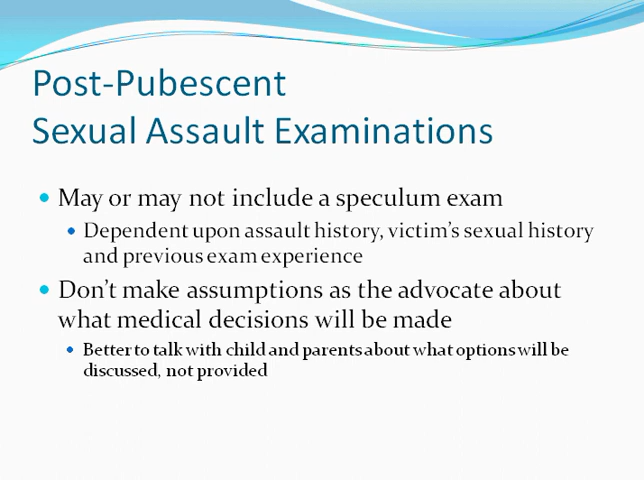 Post-Pubescent
Sexual Assault Examinations
• May or may not include a speculum exam
• Dependent upon assault history, victim's sexual history
and previous exam experience
• Don't make assumptions as the advocate about
what medical decisions will be made
• Better to talk with child and parents about what options will be
discussed, not provided